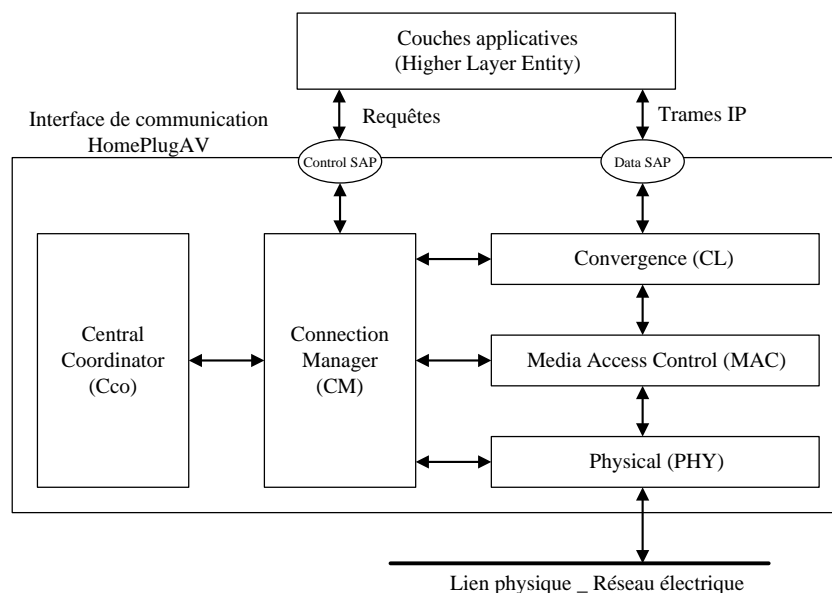 Couches applicatives
(Higher Layer Entity)
Interface de communication
HomePlugAV
Requêtes
Trames IP
Control SAP
Data SAP
Central
Coordinator
(Cco)
Connection
Manager
(CM)
Convergence (CL)
Media Access Control (MAC)
Physical (PHY)
Lien physique _ Réseau électrique